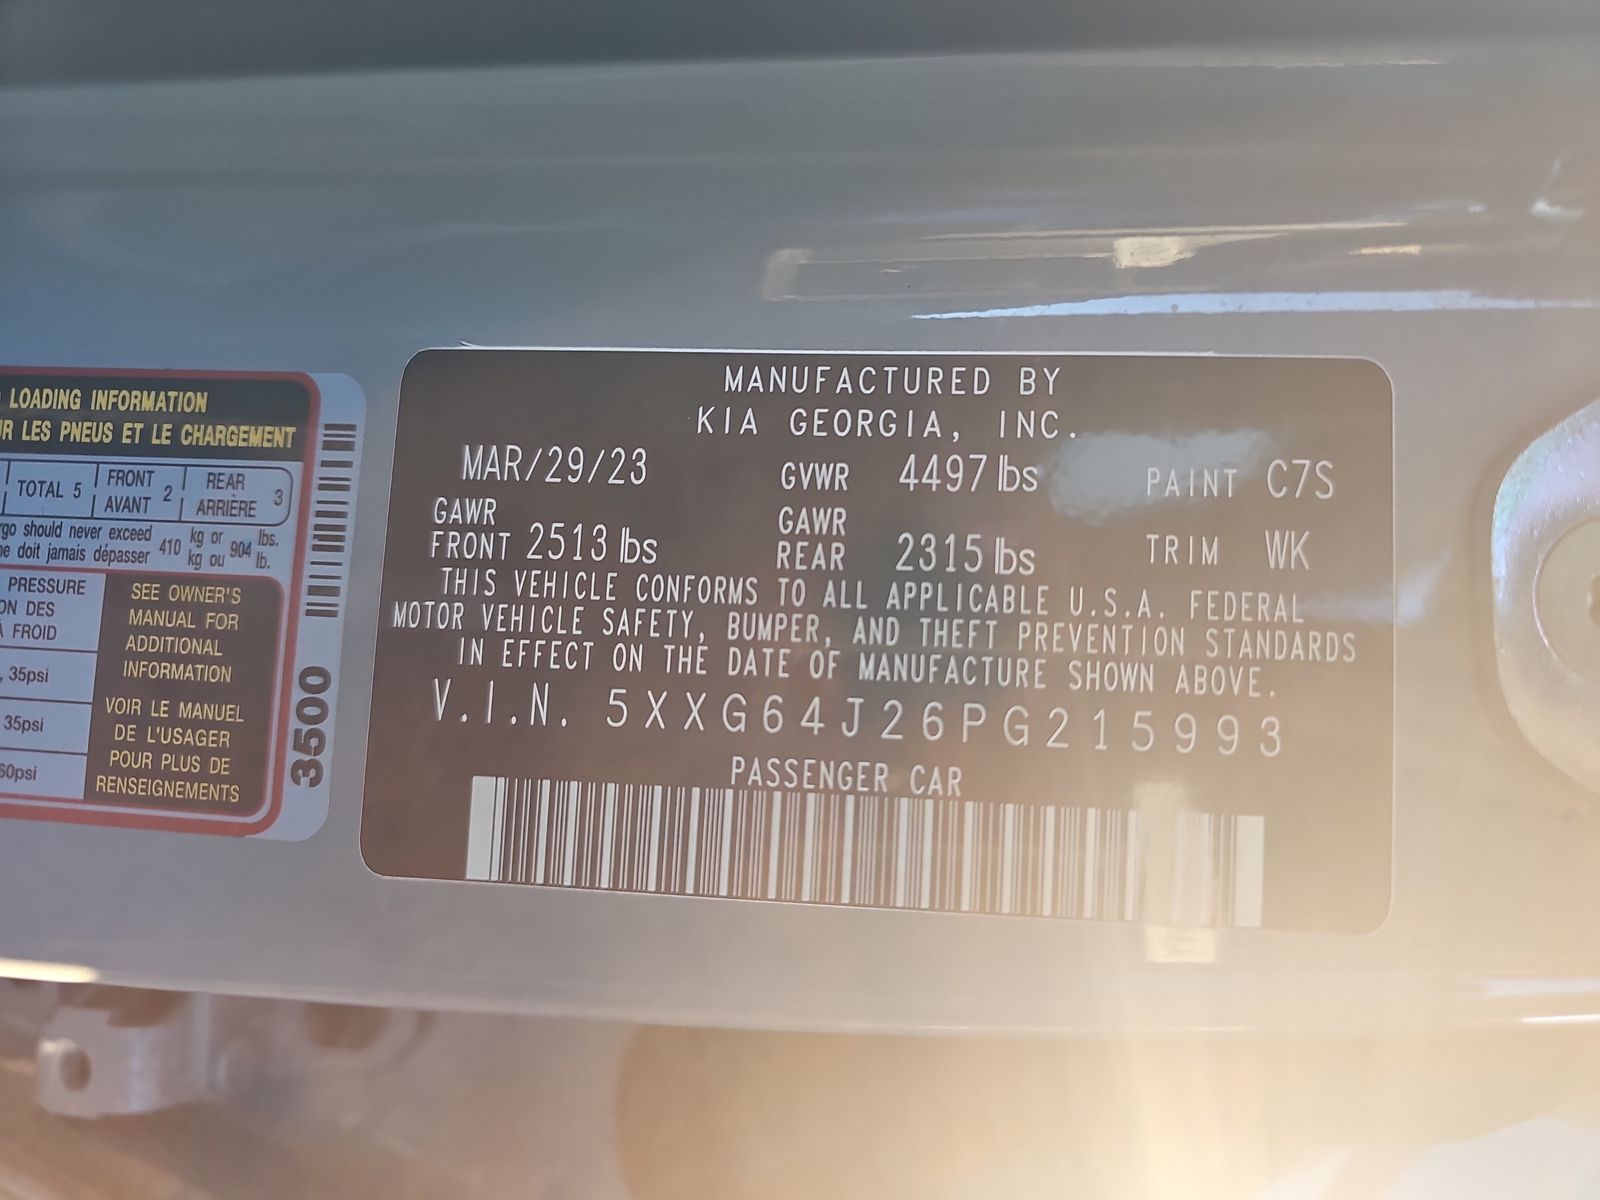 LOADING INFORMATION
LES PNEUS ET LE CHARGEMENT
TOTAL 5
FRONT
AVANT
2
REAR
ARRIÈRE
3
should never exceed
doit jamais dépasser
410
kg or
kg ou
904
lbs.
lb.
PRESSURE
DES
À FROID
35psi
35psi
60psi
SEE OWNER'S
MANUAL FOR
ADDITIONAL
INFORMATION
VOIR LE MANUEL
DE L'USAGER
POUR PLUS DE
RENSEIGNEMENTS
3500
MANUFACTURED BY
KIA GEORGIA, INC.
MAR/29/23 GVWR 4497 lbs PAINT C7S
GAWR
FRONT 2513 lbs
GAWR
REAR 2315 lbs
TRIM WK
THIS VEHICLE CONFORMS TO ALL APPLICABLE U.S.A. FEDERAL
MOTOR VEHICLE SAFETY, BUMPER, AND THEFT PREVENTION STANDARDS
IN EFFECT ON THE DATE OF MANUFACTURE SHOWN ABOVE.
V.I.N. 5XXG64J26PG215993
PASSENGER CAR